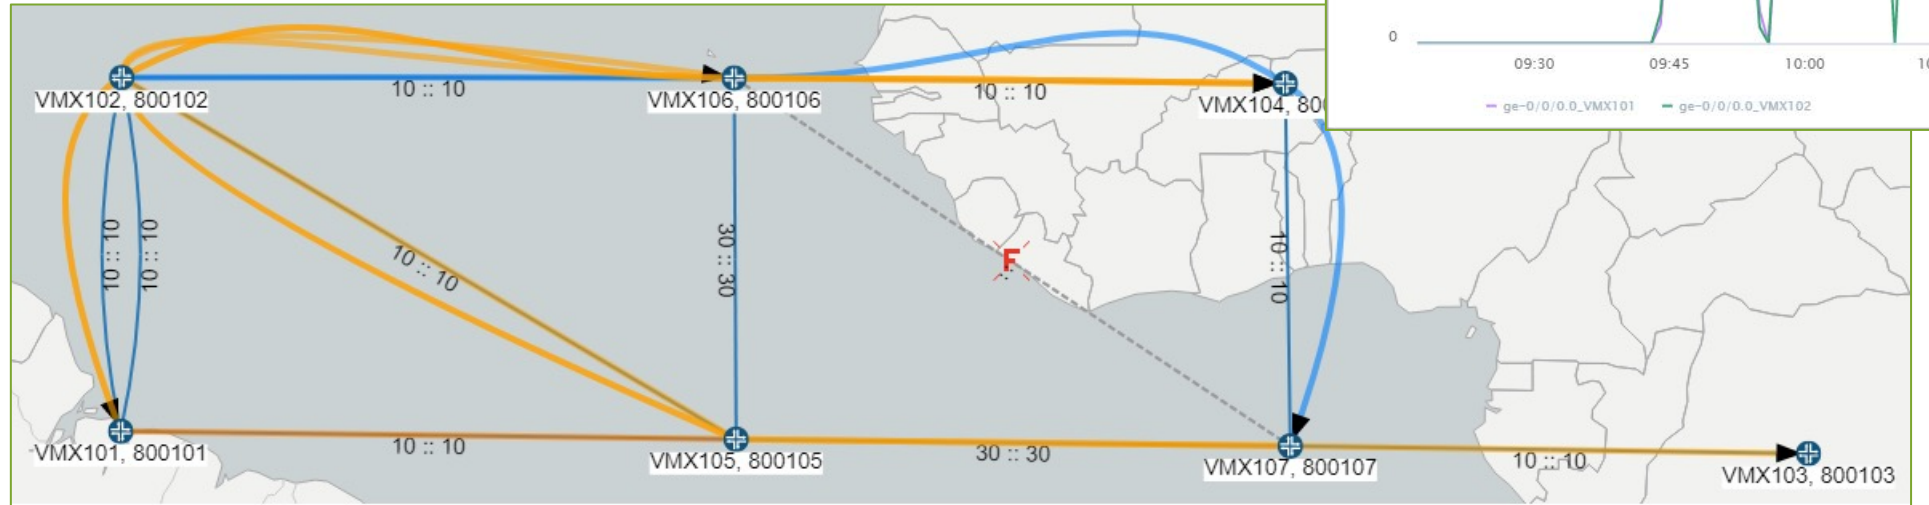 0
09:30 09:45 10:00 10
ge-0/0/0.0_VMX101 ge-0/0/0.0_VMX102
10 :: 10
10 :: 10
VMX102, 800102
VMX106, 800106
VMX104, 800
10 :: 10
10 :: 10
10 :: 10
30 :: 30
10 :: 10
F
10 :: 10
30 :: 30
10 :: 10
VMX101, 800101
VMX105, 800105
VMX107, 800107
VMX103, 800103